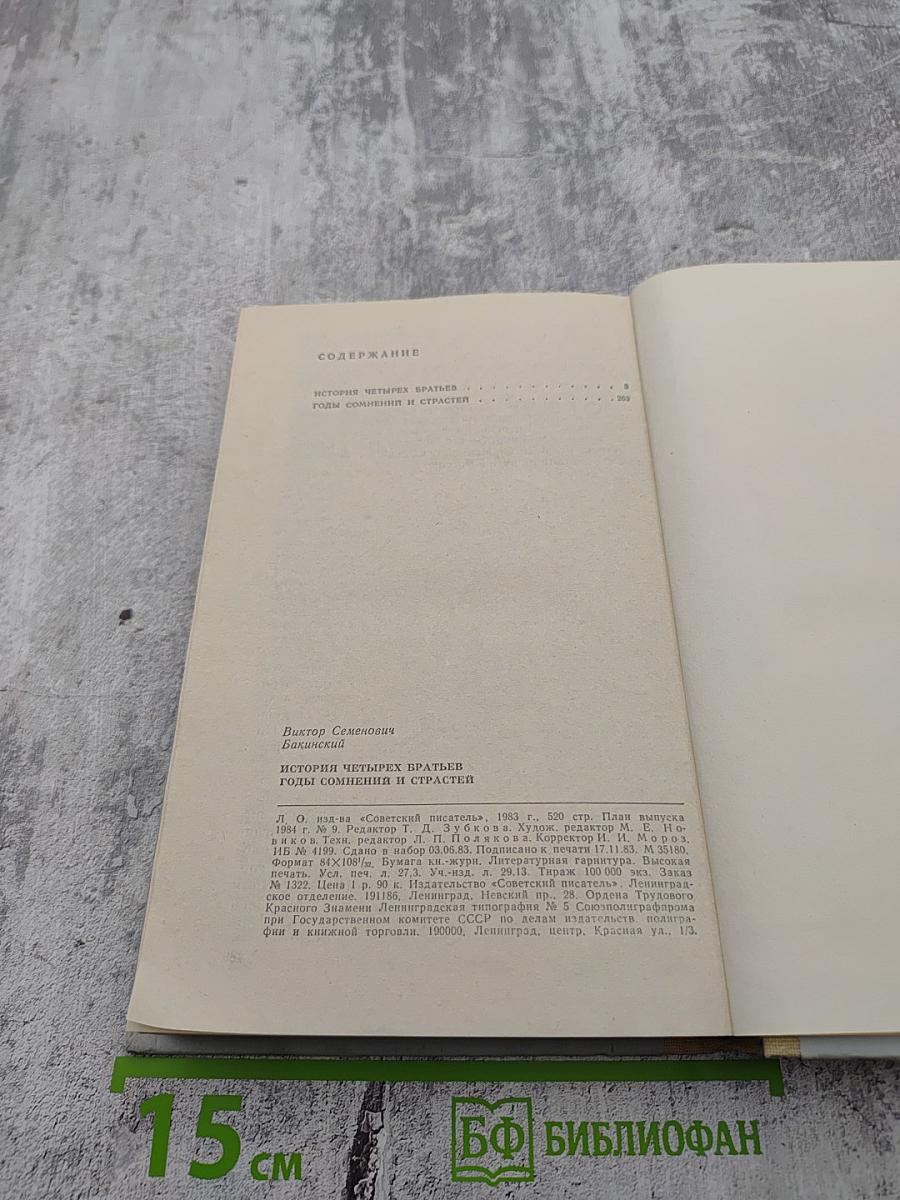 СОДЕРЖАНИЕ
ИСТОРИЯ ЧЕТЫРЕХ БРАТЬЕВ . . . . . . . . . . . . 3
ГОДЫ СОМНЕНИЙ И СТРАСТЕЙ . . . . . . . . . . . 263
Виктор Семенович
Бакинский
ИСТОРИЯ ЧЕТЫРЕХ БРАТЬЕВ
ГОДЫ СОМНЕНИЙ И СТРАСТЕЙ
Л О. изд-ва «Советский писатель», 1983 г., 520 стр. План выпуска
1984 г. № 9. Редактор Т. Д. Зубкова. Худож. редактор М. Е. Но-
виков. Техн. редактор Л. П. Полякова. Корректор И. И. Мороз.
ИБ № 4199. Сдано в набор 03.06.83. Подписано к печати 17.11.83. М 35180.
Формат 84×108 1/32. Бумага кн.-журн. Литературная гарнитура. Высокая
печать. Усл. печ. л. 27,3. Уч.-изд. л. 29,13. Тираж 100 000 экз. Заказ
№ 1322. Цена 1 р. 90 к. Издательство «Советский писатель». Ленинград-
ское отделение. 191186, Ленинград, Невский пр., 28. Ордена Трудового
Красного Знамени Ленинградская типография № 5 Союзполиграфпрома
при Государственном комитете СССР по делам издательств, полигра-
фии и книжной торговли. 190000, Ленинград, центр, Красная ул., 1/3.
15 см
БФ БИБЛИОФАН